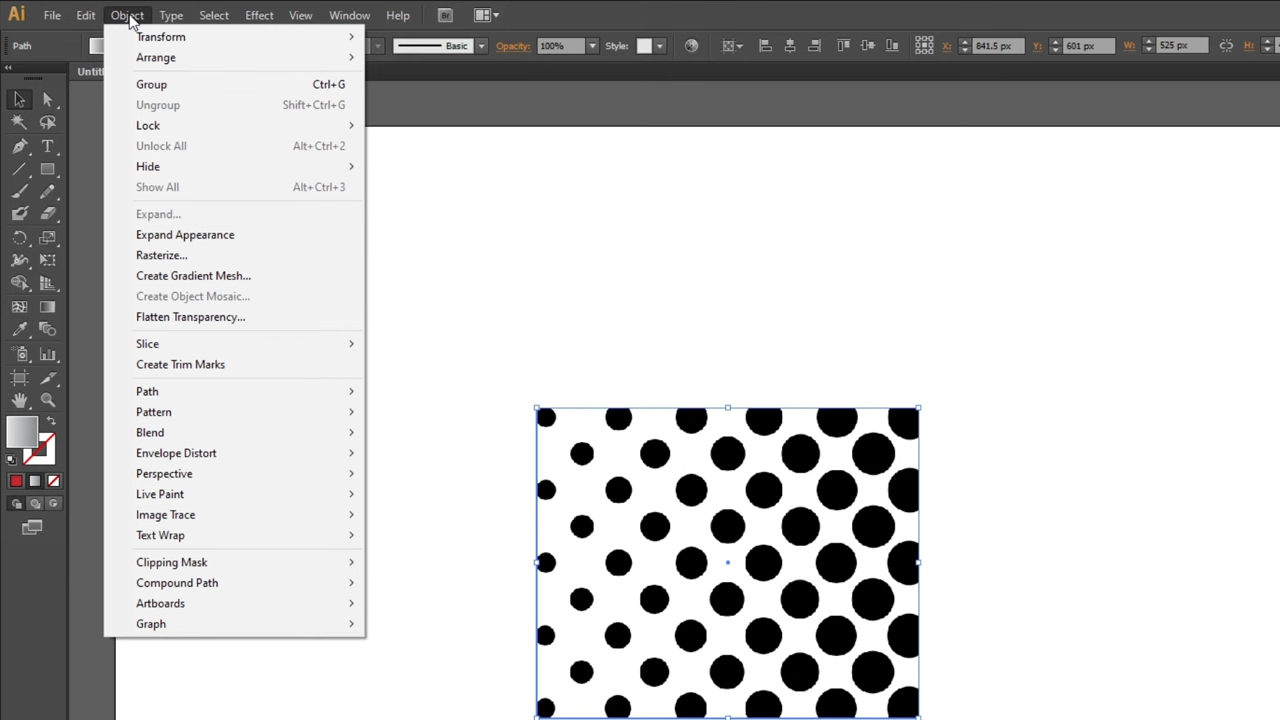 Ai File Edit Object Type Select Effect View Window Help Br
Path Basic Opacity: 100% Style: X: 841.5 px Y: 601 px W: 525 px H:
Transform
Arrange
Group Ctrl+G
Ungroup Shift+Ctrl+G
Lock
Unlock All Alt+Ctrl+2
Hide
Show All Alt+Ctrl+3
Expand...
Expand Appearance
Rasterize...
Create Gradient Mesh...
Create Object Mosaic...
Flatten Transparency...
Slice
Create Trim Marks
Path
Pattern
Blend
Envelope Distort
Perspective
Live Paint
Image Trace
Text Wrap
Clipping Mask
Compound Path
Artboards
Graph